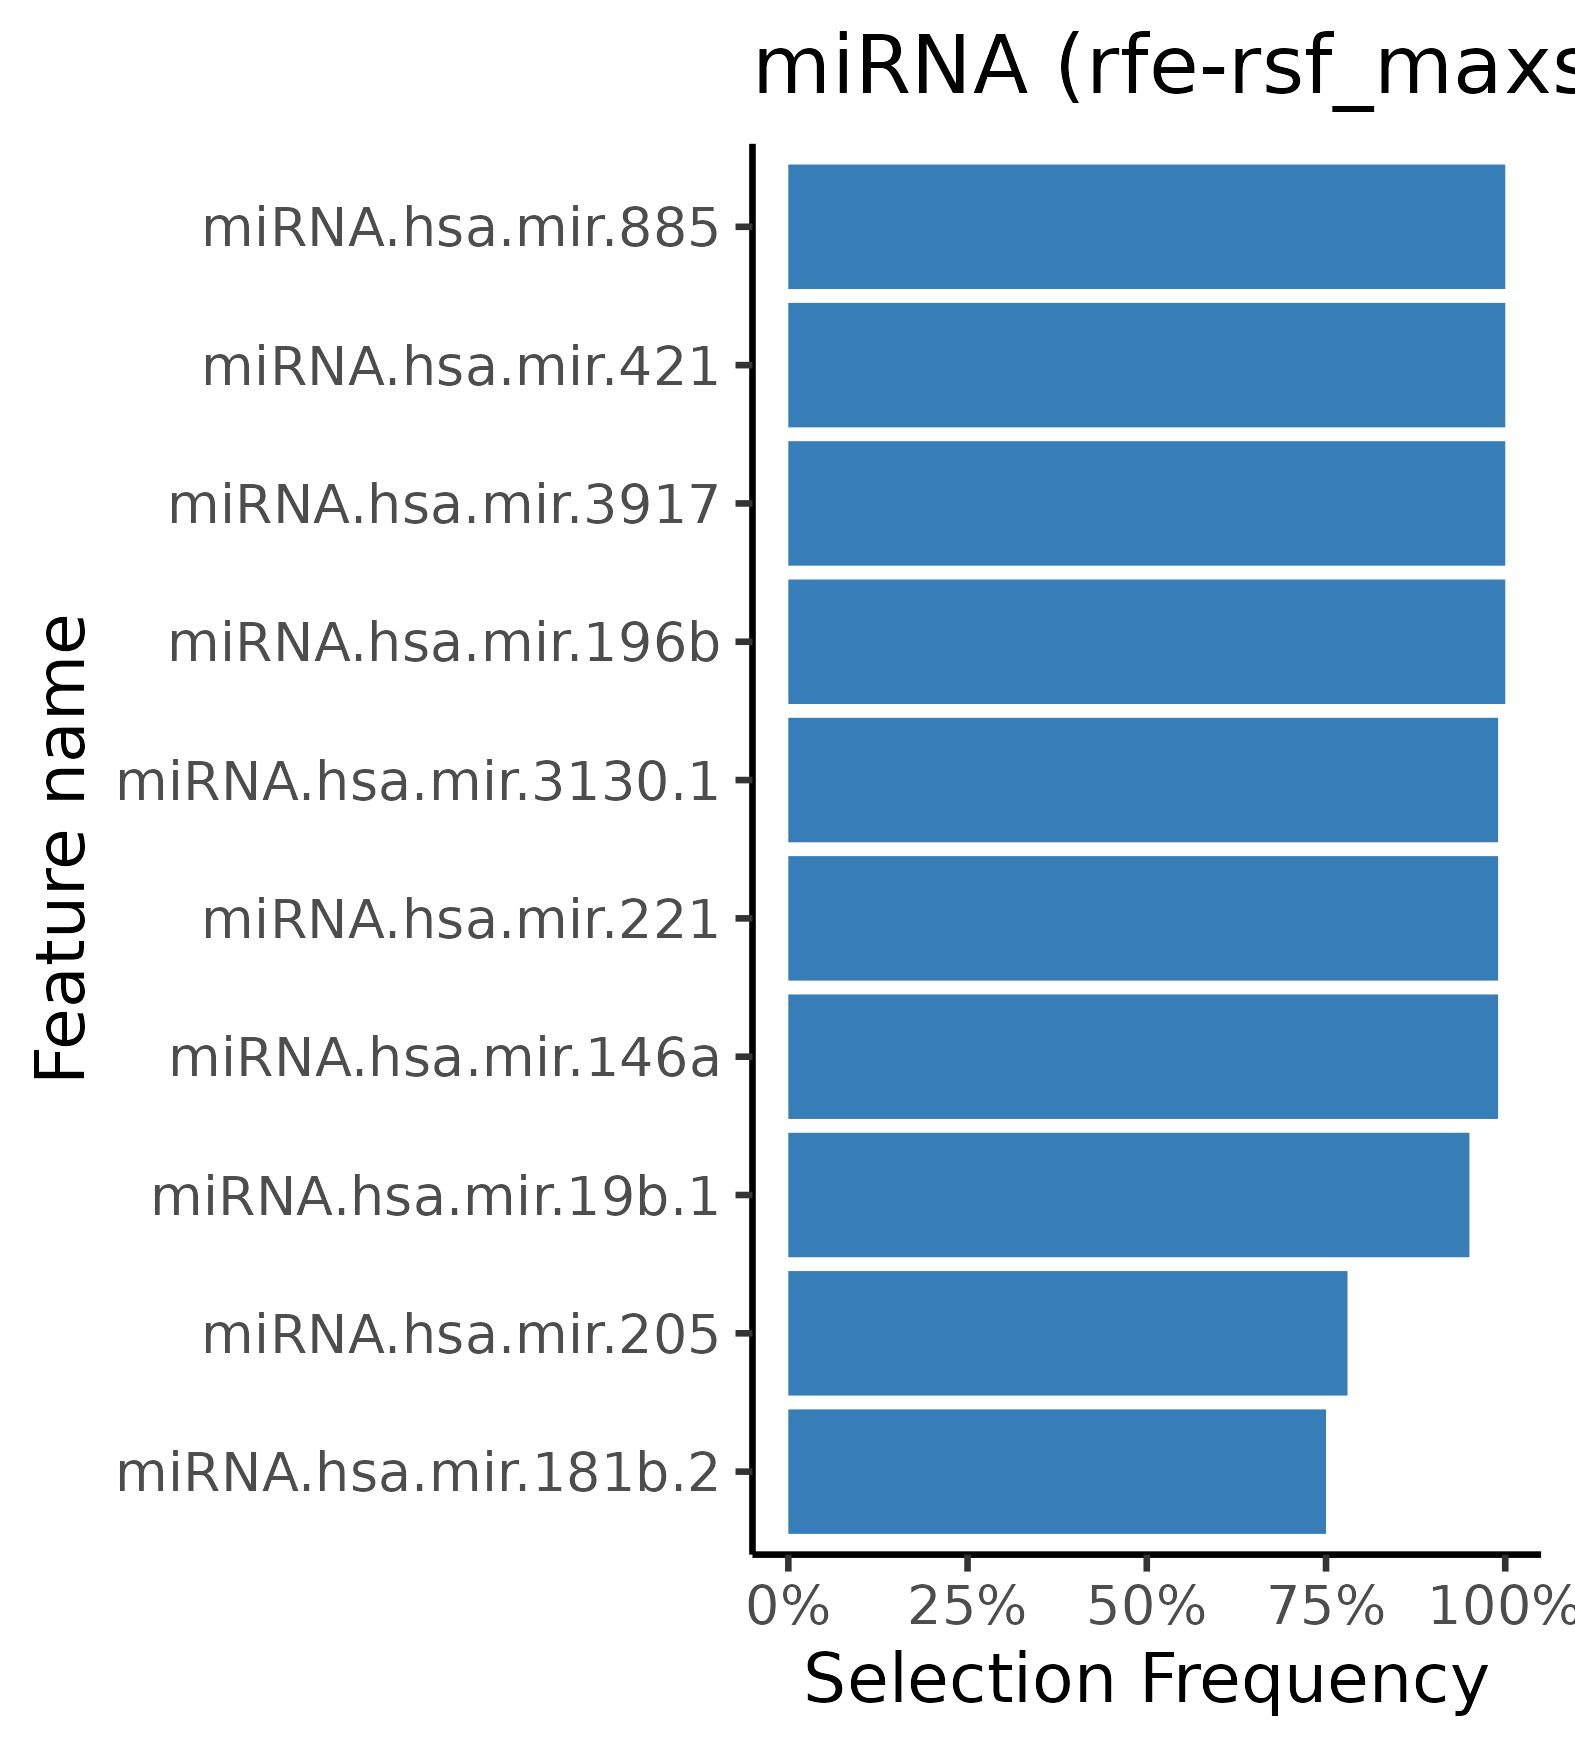 miRNA (rfe-rsf_maxs
miRNA.hsa.mir.885
miRNA.hsa.mir.421
miRNA.hsa.mir.3917
miRNA.hsa.mir.196b
miRNA.hsa.mir.3130.1
miRNA.hsa.mir.221
miRNA.hsa.mir.146a
miRNA.hsa.mir.19b.1
miRNA.hsa.mir.205
miRNA.hsa.mir.181b.2
Feature name
0% 25% 50% 75% 100%
Selection Frequency